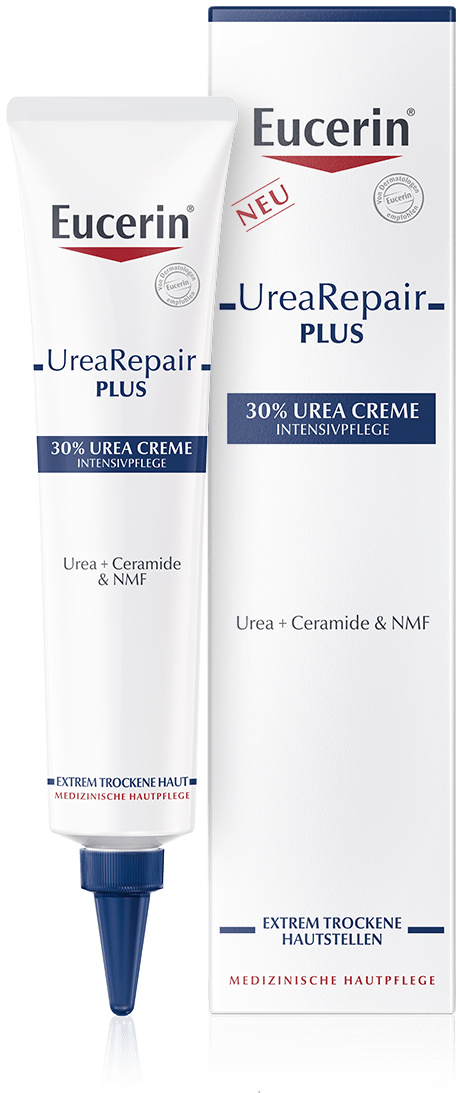 Eucerin®
Von Dermatologen
Eucerin
empfohlen
UreaRepair
PLUS
30% UREA CREME
INTENSIVPFLEGE
Urea + Ceramide
& NMF
EXTREM TROCKENE HAUT
MEDIZINISCHE HAUTPFLEGE
Eucerin®
NEU
Von Dermatologen
Eucerin
empfohlen
UreaRepair
PLUS
30% UREA CREME
INTENSIVPFLEGE
Urea + Ceramide & NMF
EXTREM TROCKENE
HAUTSTELLEN
MEDIZINISCHE HAUTPFLEGE